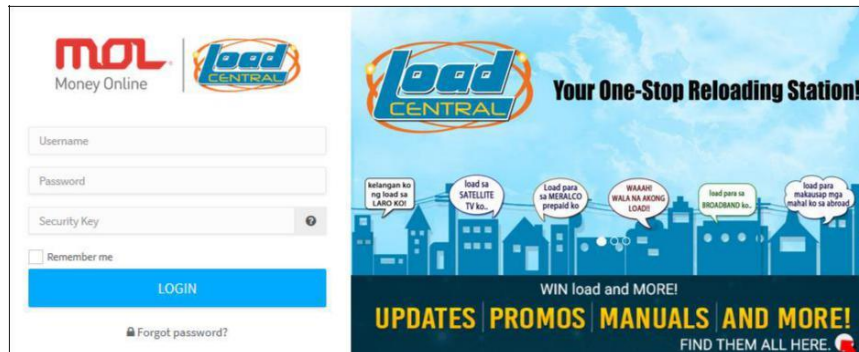 MOL
Money Online
load
CENTRAL
Username
Password
Security Key
Remember me
LOGIN
Forgot password?
load
CENTRAL
Your One-Stop Reloading Station!
kelangan ko
ng load sa
LARO KO!
load sa
SATELLITE
TV ko..
Load para
sa MERALCO
prepaid ko
WAAAH!
WALA NA AKONG
LOAD!!
load para sa
BROADBAND ko..
load para
makausap mga
mahal ko sa abroad
WIN load and MORE!
UPDATES | PROMOS | MANUALS | AND MORE!
FIND THEM ALL HERE.